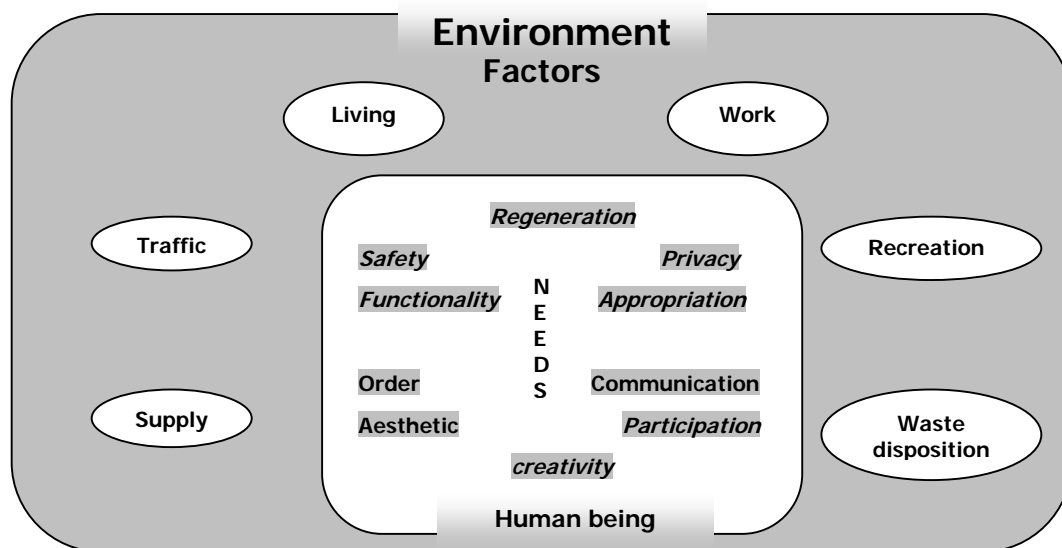 Environment
Factors
Living
Work
Regeneration
Traffic
Safety
Privacy
Recreation
Functionality
N
E
E
D
S
Appropriation
Order
Communication
Supply
Aesthetic
Participation
Waste
disposition
creativity
Human being